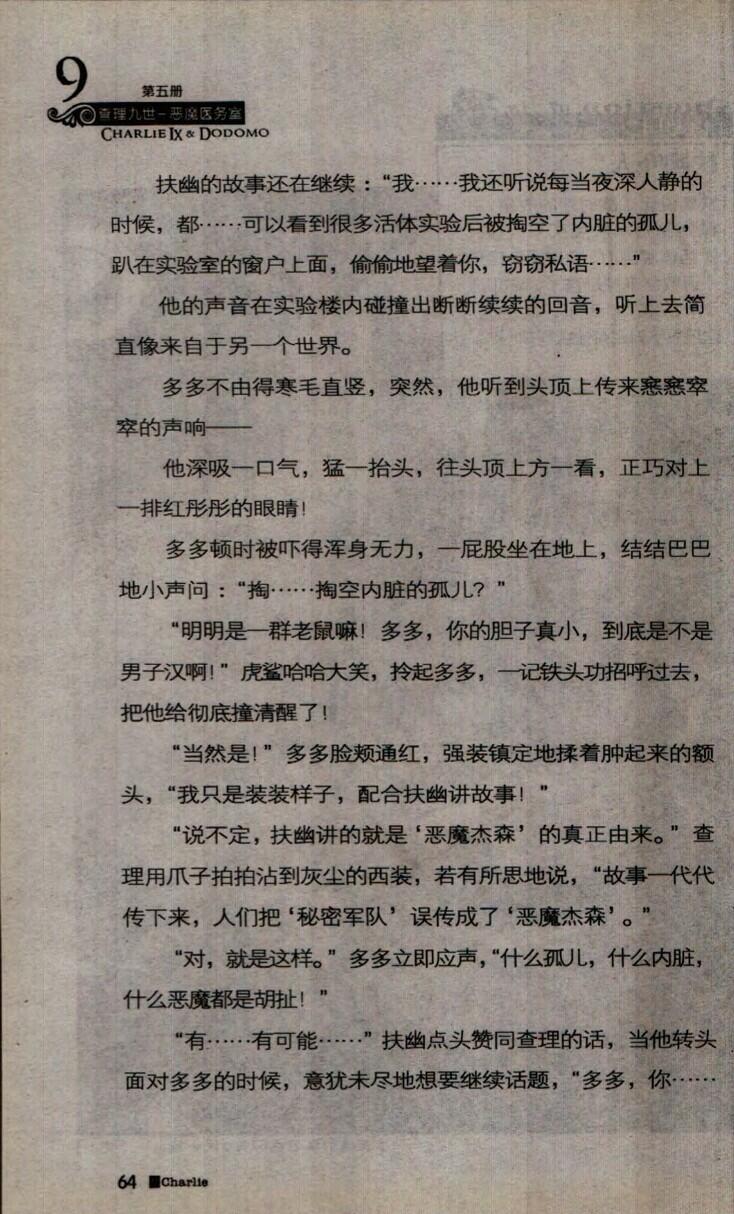 9
第五册
查理九世－恶魔医务室
CHARLIE IX & DODOMO
扶幽的故事还在继续：“我……我还听说每当夜深人静的
时候，都……可以看到很多活体实验后被掏空了内脏的孤儿，
趴在实验室的窗户上面，偷偷地望着你，窃窃私语……”
他的声音在实验楼内碰撞出断断续续的回音，听上去简
直像来自于另一个世界。
多多不由得寒毛直竖，突然，他听到头顶上传来窸窸窣
窣的声响——
他深吸一口气，猛一抬头，往头顶上方一看，正巧对上
一排红彤彤的眼睛！
多多顿时被吓得浑身无力，一屁股坐在地上，结结巴巴
地小声问：“掏……掏空内脏的孤儿？”
“明明是一群老鼠嘛！多多，你的胆子真小，到底是不是
男子汉啊！”虎鲨哈哈大笑，拎起多多，一记铁头功招呼过去，
把他给彻底撞清醒了！
“当然是！”多多脸颊通红，强装镇定地揉着肿起来的额
头，“我只是装装样子，配合扶幽讲故事！”
“说不定，扶幽讲的就是‘恶魔杰森’的真正由来。”查
理用爪子拍拍沾到灰尘的西装，若有所思地说，“故事一代代
传下来，人们把‘秘密军队’误传成了‘恶魔杰森’。”
“对，就是这样。”多多立即应声，“什么孤儿，什么内脏，
什么恶魔都是胡扯！”
“有……有可能……”扶幽点头赞同查理的话，当他转头
面对多多的时候，意犹未尽地想要继续话题，“多多，你……
64 Charlie